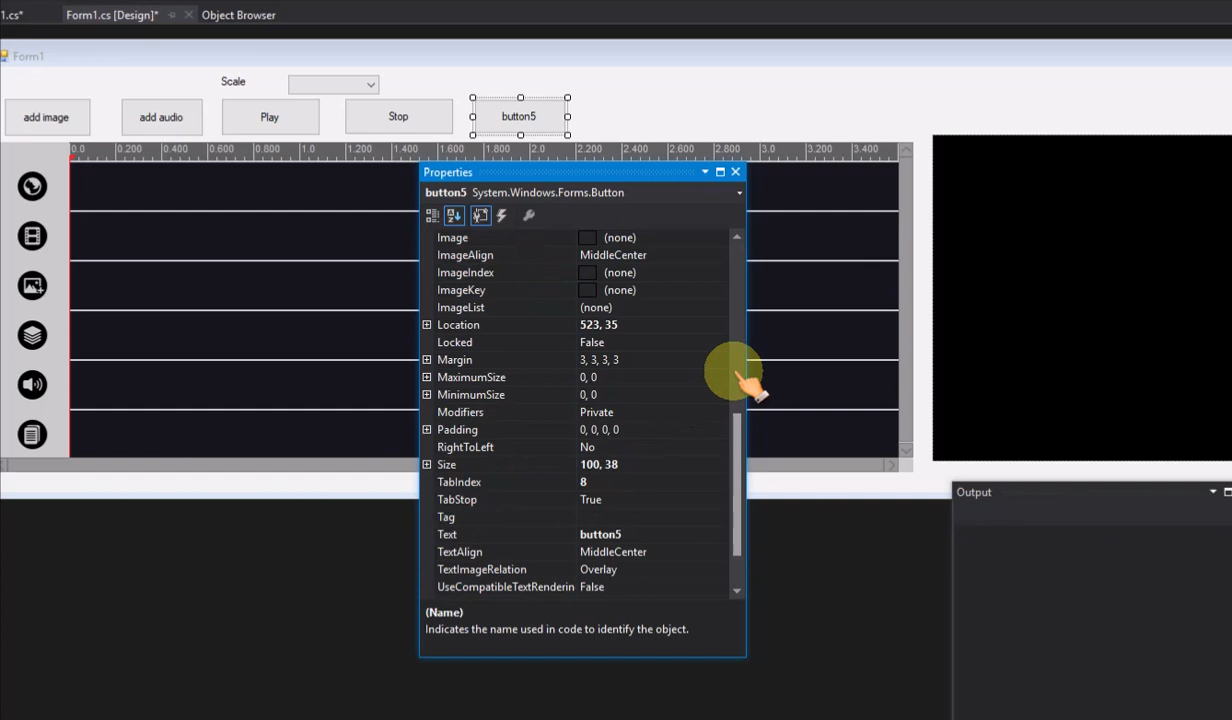 1.cs*
Form1.cs [Design]*
Object Browser
Form1
Scale
add image
add audio
Play
Stop
button5
0.0 0.200 0.400 0.600 0.800 1.0 1.200 1.400 1.600 1.800 2.0 2.200 2.400 2.600 2.800 3.0 3.200 3.400
Properties
button5 System.Windows.Forms.Button
Image (none)
ImageAlign MiddleCenter
ImageIndex (none)
ImageKey (none)
ImageList (none)
Location 523, 35
Locked False
Margin 3, 3, 3, 3
MaximumSize 0, 0
MinimumSize 0, 0
Modifiers Private
Padding 0, 0, 0, 0
RightToLeft No
Size 100, 38
TabIndex 8
TabStop True
Tag
Text button5
TextAlign MiddleCenter
TextImageRelation Overlay
UseCompatibleTextRenderin False
(Name)
Indicates the name used in code to identify the object.
Output